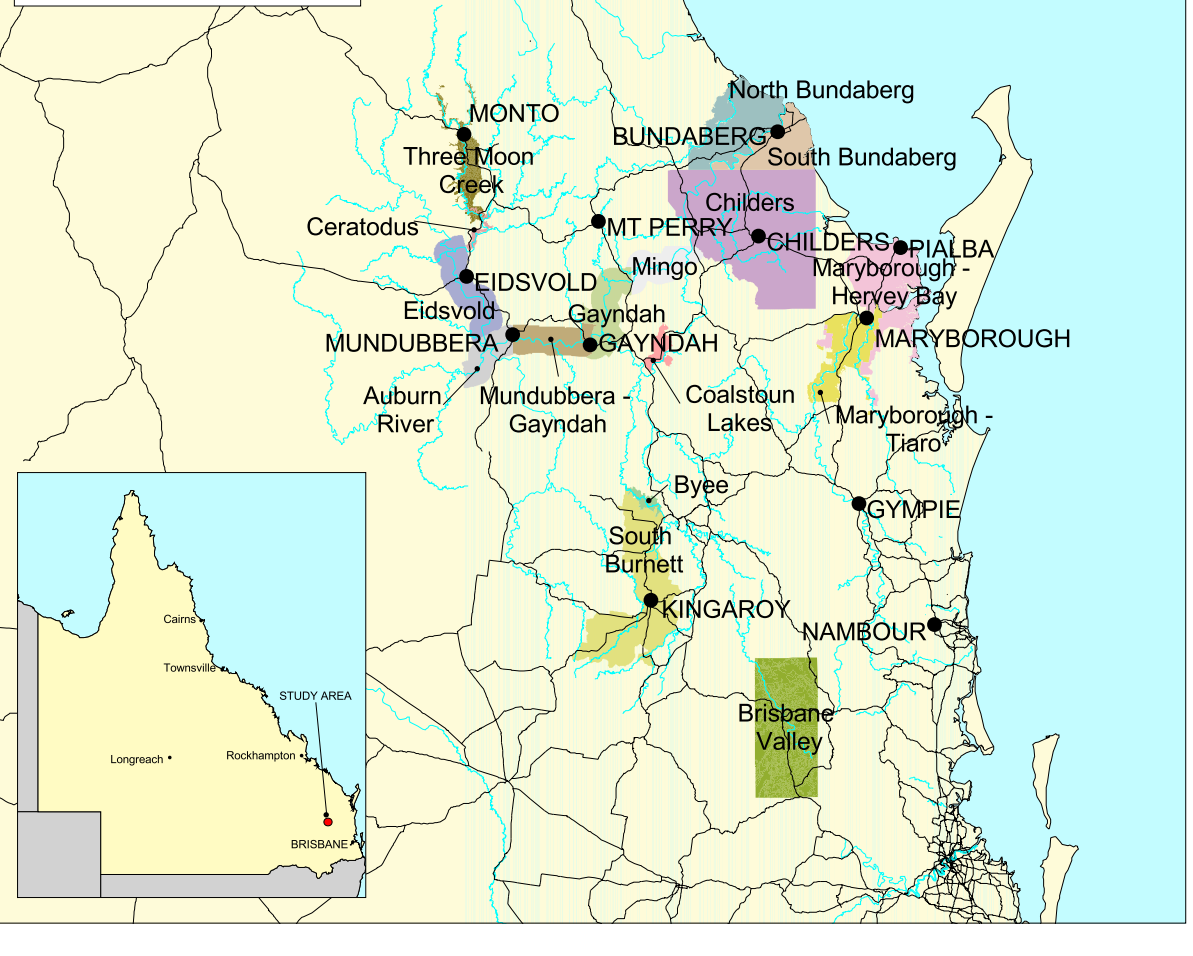 North Bundaberg
MONTO
BUNDABERG
South Bundaberg
Three Moon
Creek
Childers
Ceratodus
MT PERRY
CHILDERS
PIALBA
Mingo
Maryborough -
Hervey Bay
EIDSVOLD
Eidsvold
Gayndah
MUNDUBBERA
GAYNDAH
MARYBOROUGH
Auburn
River
Mundubbera -
Gayndah
Coalstoun
Lakes
Maryborough -
Tiaro
Byee
GYMPIE
South
Burnett
KINGAROY
NAMBOUR
Brisbane
Valley
Cairns
Townsville
STUDY AREA
Longreach
Rockhampton
BRISBANE